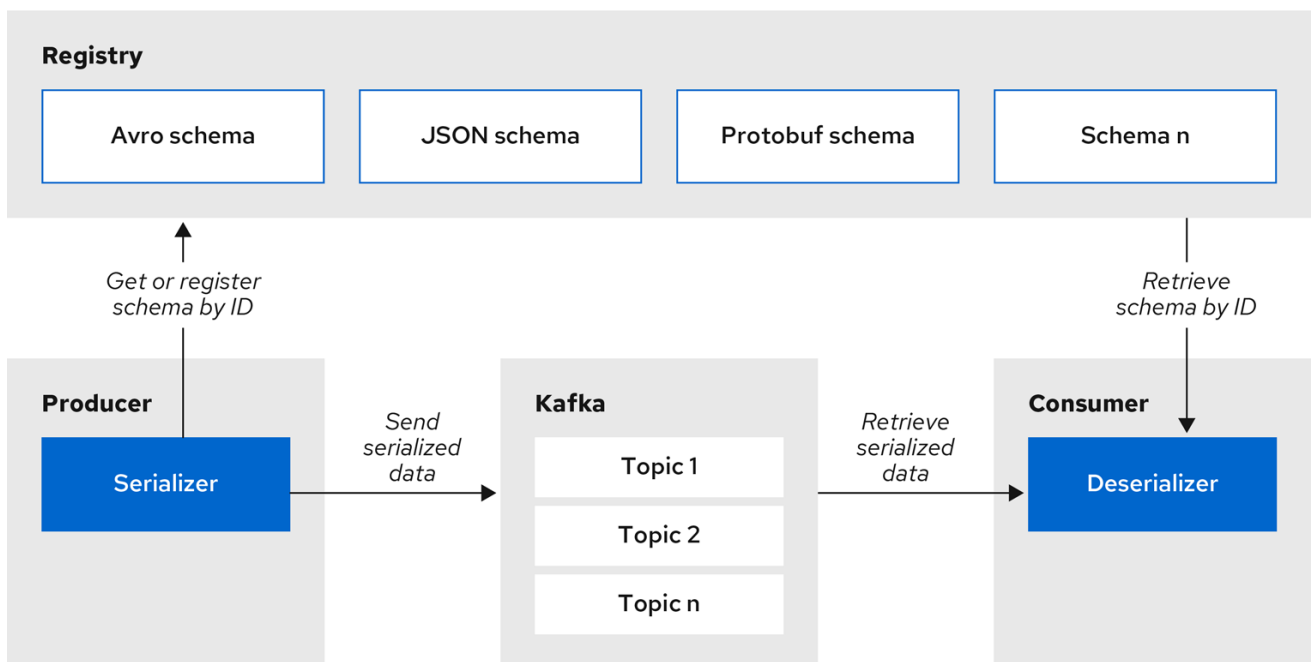 Registry
Avro schema
JSON schema
Protobuf schema
Schema n
Get or register
schema by ID
Retrieve
schema by ID
Producer
Serializer
Send
serialized
data
Kafka
Topic 1
Topic 2
Topic n
Retrieve
serialized
data
Consumer
Deserializer